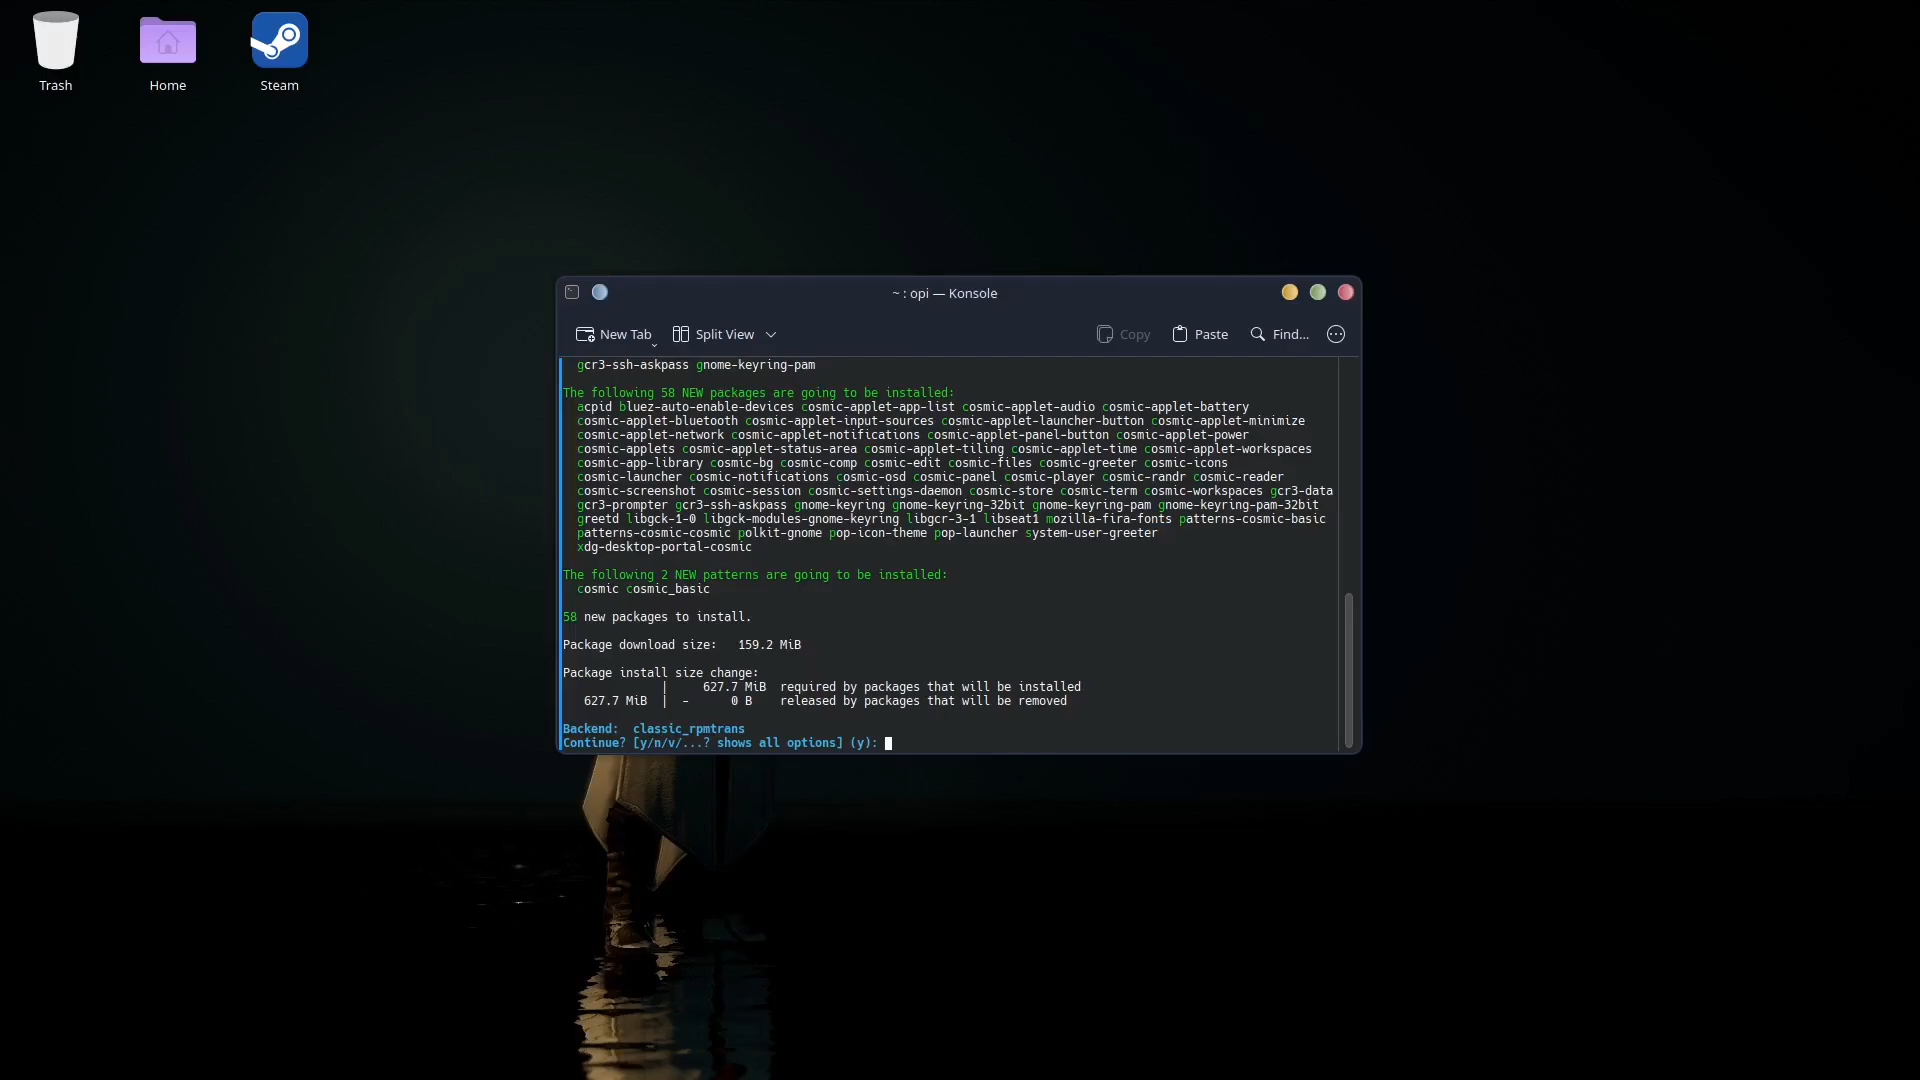 Trash
Home
Steam
~ : opi — Konsole
New Tab
Split View
Copy
Paste
Find...
gcr3-ssh-askpass gnome-keyring-pam
The following 58 NEW packages are going to be installed:
acpid bluez-auto-enable-devices cosmic-applet-app-list cosmic-applet-audio cosmic-applet-battery
cosmic-applet-bluetooth cosmic-applet-input-sources cosmic-applet-launcher-button cosmic-applet-minimize
cosmic-applet-network cosmic-applet-notifications cosmic-applet-panel-button cosmic-applet-power
cosmic-applets cosmic-applet-status-area cosmic-applet-tiling cosmic-applet-time cosmic-applet-workspaces
cosmic-app-library cosmic-bg cosmic-comp cosmic-edit cosmic-files cosmic-greeter cosmic-icons
cosmic-launcher cosmic-notifications cosmic-osd cosmic-panel cosmic-player cosmic-randr cosmic-reader
cosmic-screenshot cosmic-session cosmic-settings-daemon cosmic-store cosmic-term cosmic-workspaces gcr3-data
gcr3-prompter gcr3-ssh-askpass gnome-keyring gnome-keyring-32bit gnome-keyring-pam gnome-keyring-pam-32bit
greetd libgck-1-0 libgck-modules-gnome-keyring libgcr-3-1 libseat1 mozilla-fira-fonts patterns-cosmic-basic
patterns-cosmic-cosmic polkit-gnome pop-icon-theme pop-launcher system-user-greeter
xdg-desktop-portal-cosmic
The following 2 NEW patterns are going to be installed:
cosmic cosmic_basic
58 new packages to install.
Package download size:   159.2 MiB
Package install size change:
|     627.7 MiB  required by packages that will be installed
627.7 MiB  |  -      0 B    released by packages that will be removed
Backend:  classic_rpmtrans
Continue? [y/n/v/...? shows all options] (y):